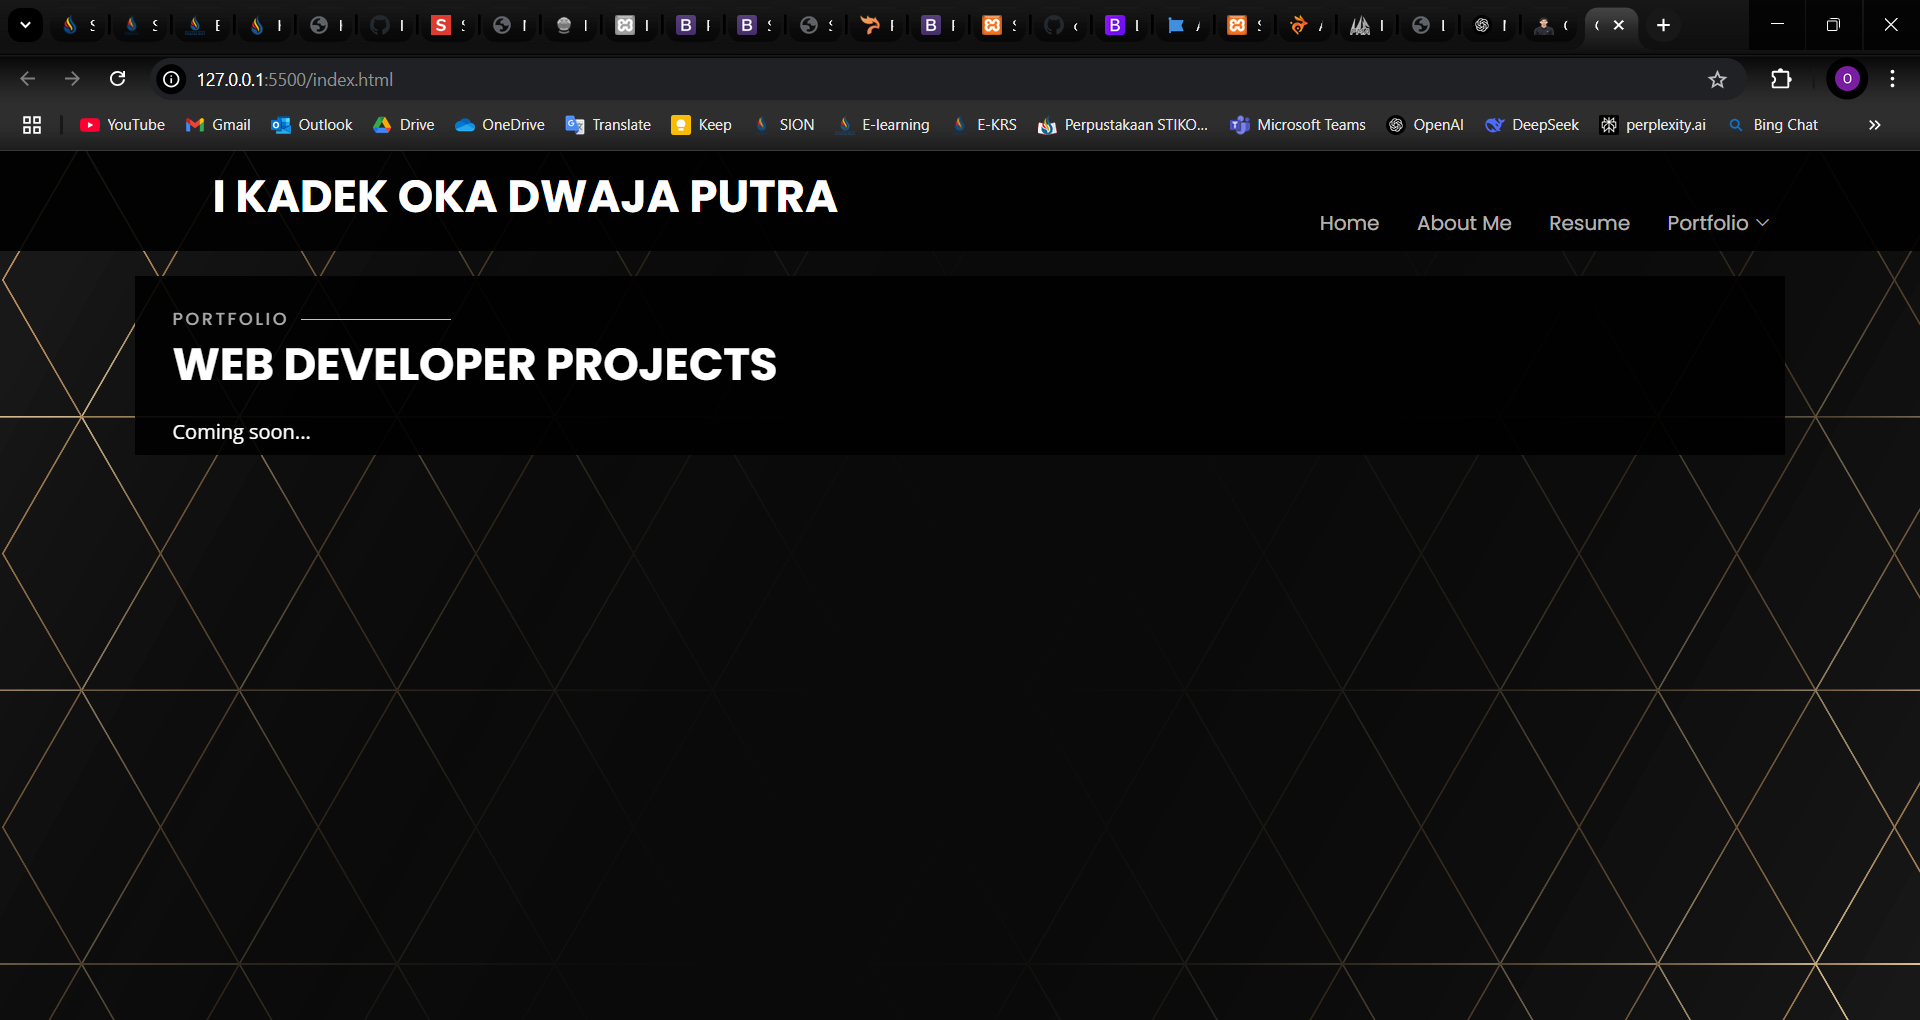 127.0.0.1:5500/index.html
YouTube Gmail Outlook Drive OneDrive Translate Keep SION E-learning E-KRS Perpustakaan STIKO... Microsoft Teams OpenAI DeepSeek perplexity.ai Bing Chat
I KADEK OKA DWAJA PUTRA
Home About Me Resume Portfolio
PORTFOLIO
WEB DEVELOPER PROJECTS
Coming soon...